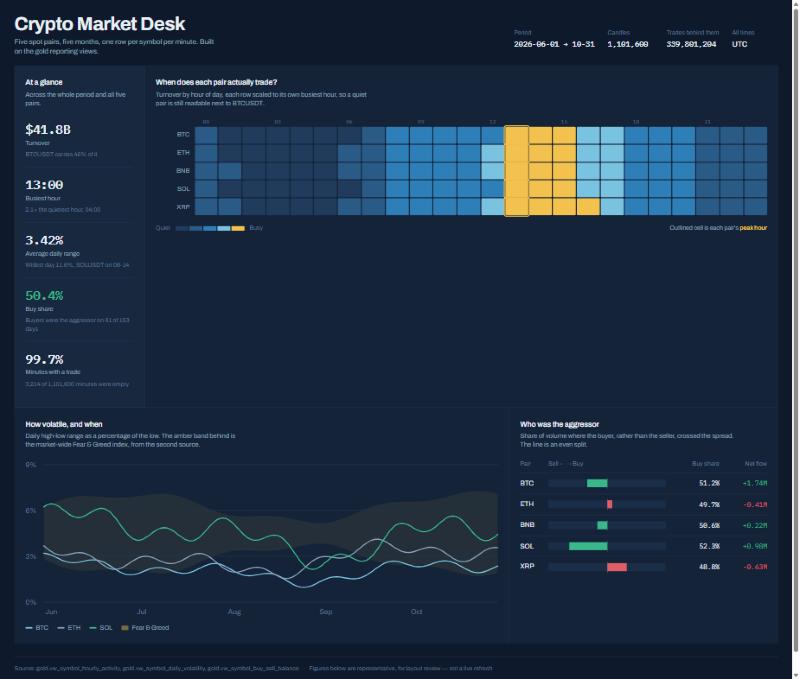 Crypto Market Desk
Five spot pairs, five months, one row per symbol per minute. Built
on the gold reporting views.
Period
2026-06-01 → 10-31
Candles
1,101,600
Trades behind them
339,801,204
All times
UTC
At a glance
Across the whole period and all five
pairs.
$41.8B
Turnover
BTCUSDT carries 46% of it
13:00
Busiest hour
2.1× the quietest hour, 04:00
3.42%
Average daily range
Widest day 11.6%, SOLUSDT on 08-14
50.4%
Buy share
Buyers were the aggressor on 81 of 153
days
99.7%
Minutes with a trade
of 1,101,600 minutes were empty
When does each pair actually trade?
Turnover by hour of day, each row scaled to its own busiest hour, so a quiet
pair is still readable next to BTCUSDT.
00 03 06 09 12 15 18 21
BTC
ETH
BNB
SOL
XRP
Quiet
Busy
Outlined cell is each pair's peak hour
How volatile, and when
Daily high-low range as a percentage of the low. The amber band behind is
the market-wide Fear & Greed index, from the second source.
9%
6%
3%
0%
Jun Jul Aug Sep Oct
BTC ETH SOL Fear & Greed
Who was the aggressor
Share of volume where the buyer, rather than the seller, crossed the spread.
The line is an even split.
Pair Sell ← → Buy Buy share Net flow
BTC 51.2% +1.74M
ETH 49.7% -0.41M
BNB 50.6% +0.22M
SOL 52.3% +0.98M
XRP 48.8% -0.63M
Source: gold.vw_symbol_hourly_activity, gold.vw_symbol_daily_volatility, gold.vw_symbol_buy_sell_balance · Figures below are representative, for layout review — not a live refresh